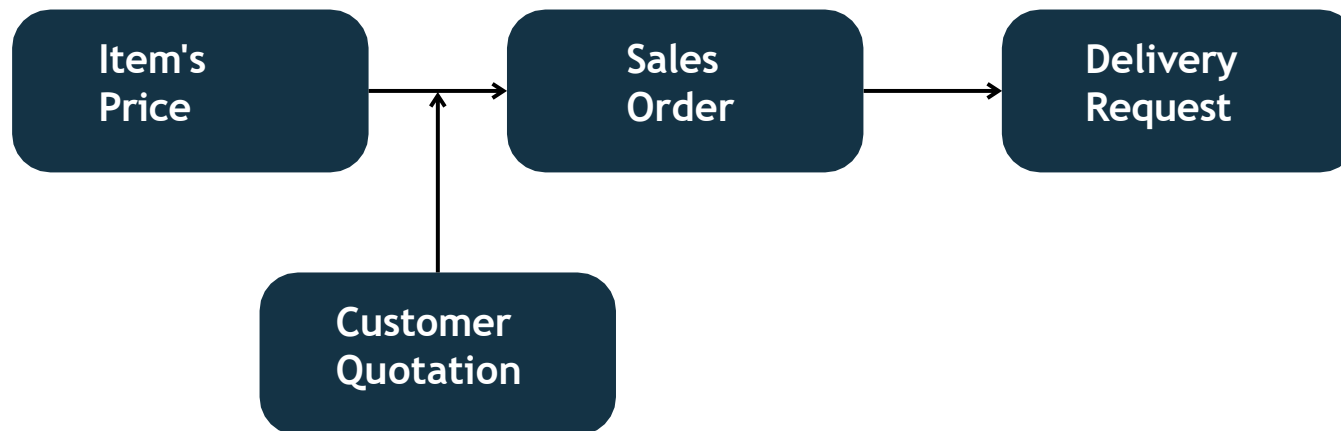 Item's
Price
Sales
Order
Delivery
Request
Customer
Quotation